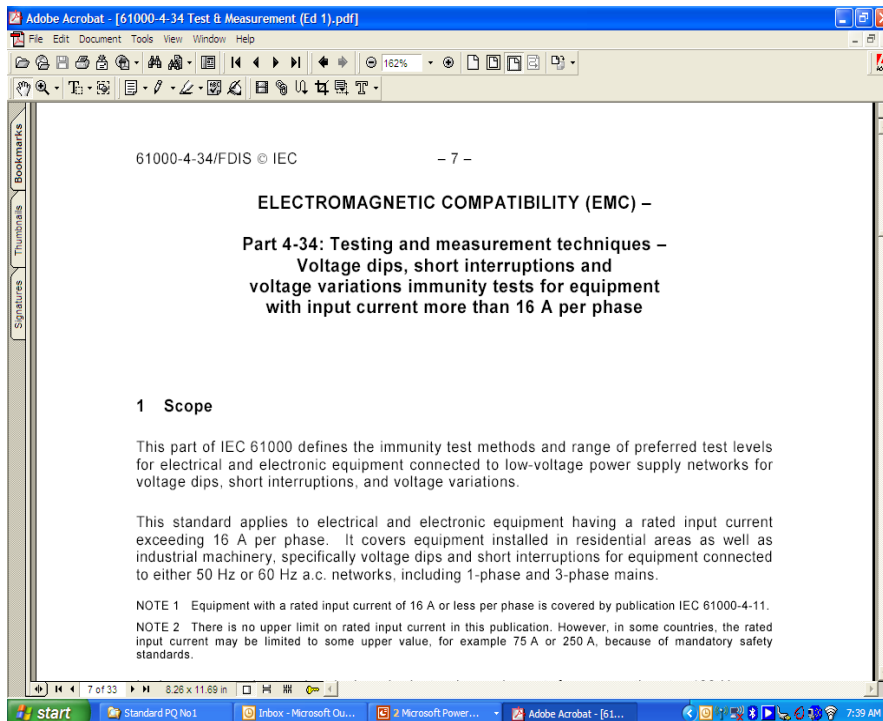 Adobe Acrobat - [61000-4-34 Test & Measurement (Ed 1).pdf]
File Edit Document Tools View Window Help
162%
Bookmarks
Thumbnails
Signatures
61000-4-34/FDIS © IEC – 7 –
ELECTROMAGNETIC COMPATIBILITY (EMC) –
Part 4-34: Testing and measurement techniques –
Voltage dips, short interruptions and
voltage variations immunity tests for equipment
with input current more than 16 A per phase
1 Scope
This part of IEC 61000 defines the immunity test methods and range of preferred test levels
for electrical and electronic equipment connected to low-voltage power supply networks for
voltage dips, short interruptions, and voltage variations.
This standard applies to electrical and electronic equipment having a rated input current
exceeding 16 A per phase. It covers equipment installed in residential areas as well as
industrial machinery, specifically voltage dips and short interruptions for equipment connected
to either 50 Hz or 60 Hz a.c. networks, including 1-phase and 3-phase mains.
NOTE 1 Equipment with a rated input current of 16 A or less per phase is covered by publication IEC 61000-4-11.
NOTE 2 There is no upper limit on rated input current in this publication. However, in some countries, the rated
input current may be limited to some upper value, for example 75 A or 250 A, because of mandatory safety
standards.
7 of 33 8.26 x 11.69 in
start Standard PQ No1 Inbox - Microsoft Ou... 2 Microsoft Power... Adobe Acrobat - [61... 7:39 AM